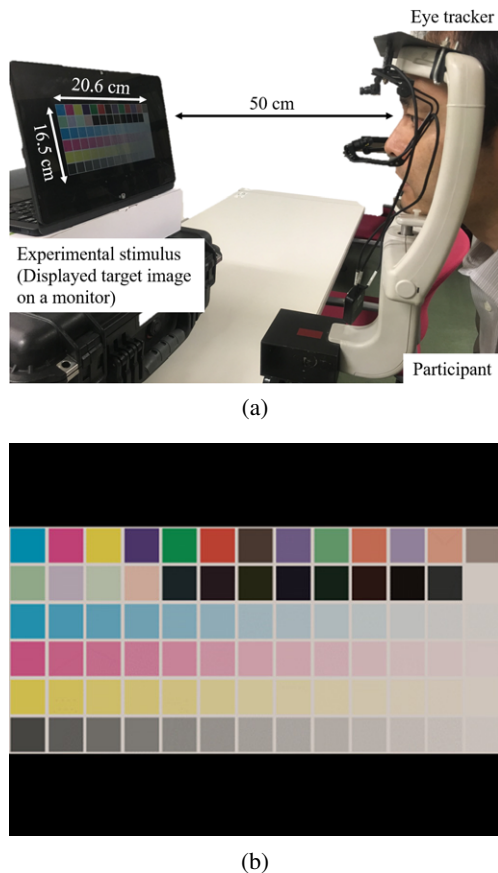 Eye tracker
20.6 cm
50 cm
16.5 cm
Experimental stimulus
(Displayed target image
on a monitor)
Participant
(a)
(b)